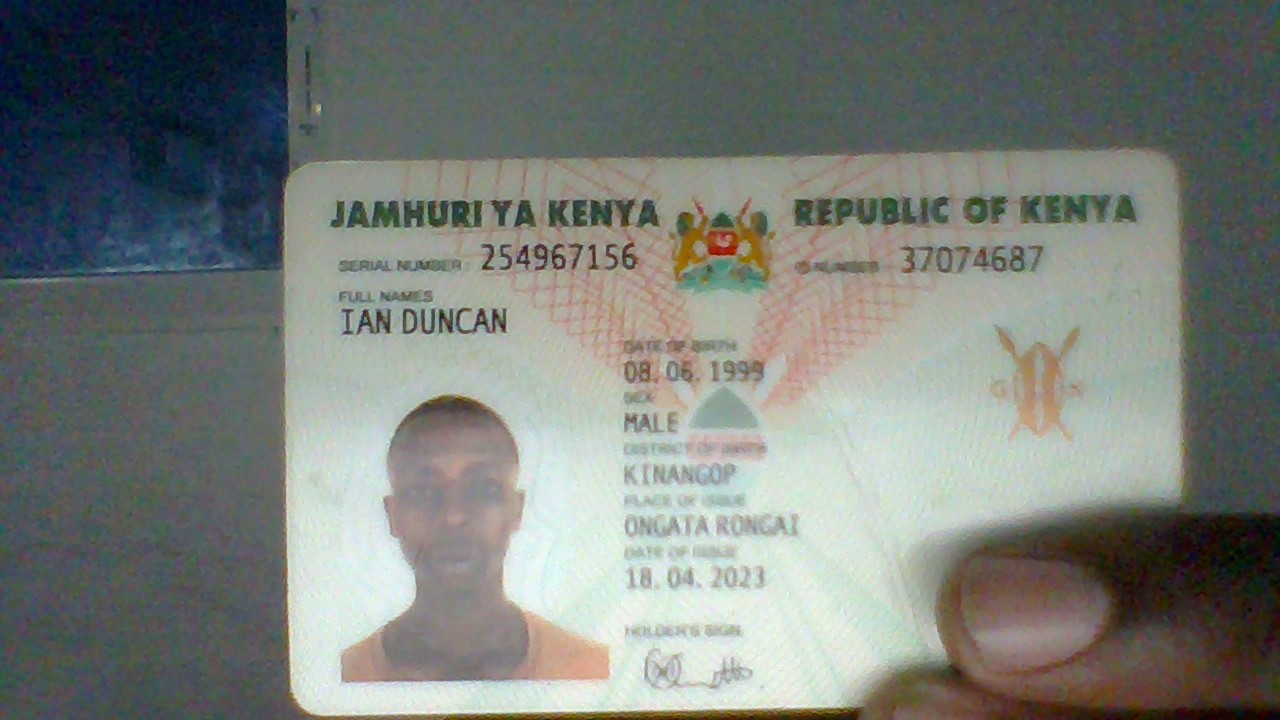 JAMHURI YA KENYA REPUBLIC OF KENYA
SERIAL NUMBER: 254967156 ID NUMBER: 37074687
FULL NAMES
IAN DUNCAN
DATE OF BIRTH
08. 06. 1999
SEX
MALE
DISTRICT OF BIRTH
KINANGOP
PLACE OF ISSUE
ONGATA RONGAI
DATE OF ISSUE
18. 04. 2023
HOLDER'S SIGN.